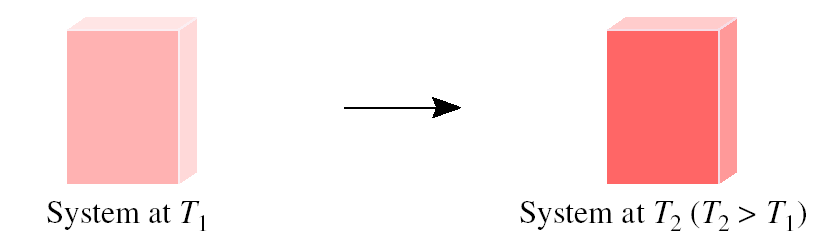 System at T₁
System at T₂ (T₂ > T₁)